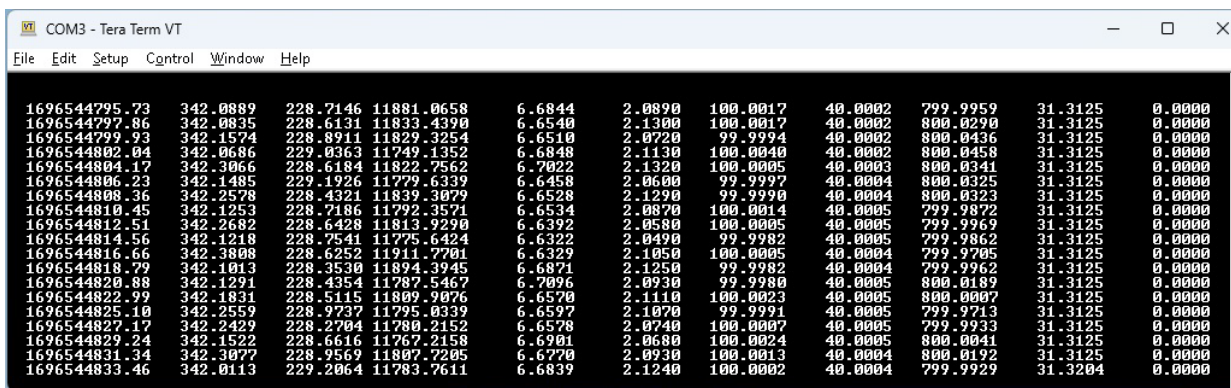 COM3 - Tera Term VT
File Edit Setup Control Window Help
1696544795.73 342.0889 228.7146 11881.0658 6.6844 2.0890 100.0017 40.0002 799.9959 31.3125 0.0000
1696544797.86 342.0835 228.6131 11833.4390 6.6540 2.1300 100.0017 40.0002 800.0290 31.3125 0.0000
1696544799.93 342.1574 228.8911 11829.3254 6.6510 2.0720 99.9994 40.0002 800.0436 31.3125 0.0000
1696544802.04 342.0686 229.0363 11749.1352 6.6848 2.1130 100.0040 40.0002 800.0458 31.3125 0.0000
1696544804.17 342.3066 228.6184 11822.7562 6.7022 2.1320 100.0005 40.0003 800.0341 31.3125 0.0000
1696544806.23 342.1485 229.1926 11779.6339 6.6458 2.0600 99.9997 40.0004 800.0325 31.3125 0.0000
1696544808.36 342.2578 228.4321 11839.3079 6.6528 2.1290 99.9990 40.0004 800.0323 31.3125 0.0000
1696544810.45 342.1253 228.7186 11792.3571 6.6534 2.0870 100.0014 40.0005 799.9872 31.3125 0.0000
1696544812.51 342.2682 228.6428 11813.9290 6.6392 2.0580 100.0005 40.0005 799.9969 31.3125 0.0000
1696544814.56 342.1218 228.7541 11775.6424 6.6322 2.0490 99.9982 40.0005 799.9862 31.3125 0.0000
1696544816.66 342.3808 228.6252 11911.7701 6.6329 2.1050 100.0005 40.0004 799.9705 31.3125 0.0000
1696544818.79 342.1013 228.3530 11894.3945 6.6871 2.1250 99.9982 40.0004 799.9962 31.3125 0.0000
1696544820.88 342.1291 228.4354 11787.5467 6.7096 2.0930 99.9980 40.0005 800.0189 31.3125 0.0000
1696544822.99 342.1831 228.5115 11809.9076 6.6570 2.1110 100.0023 40.0005 800.0007 31.3125 0.0000
1696544825.10 342.2559 228.9737 11795.0339 6.6597 2.1070 99.9991 40.0005 799.9713 31.3125 0.0000
1696544827.17 342.2429 228.2704 11780.2152 6.6578 2.0740 100.0007 40.0005 799.9933 31.3125 0.0000
1696544829.24 342.1522 228.6616 11767.2158 6.6901 2.0680 100.0024 40.0005 800.0041 31.3125 0.0000
1696544831.34 342.3077 228.9569 11807.7205 6.6770 2.0930 100.0013 40.0004 800.0192 31.3125 0.0000
1696544833.46 342.0113 229.2064 11783.7611 6.6839 2.1240 100.0002 40.0004 799.9929 31.3204 0.0000